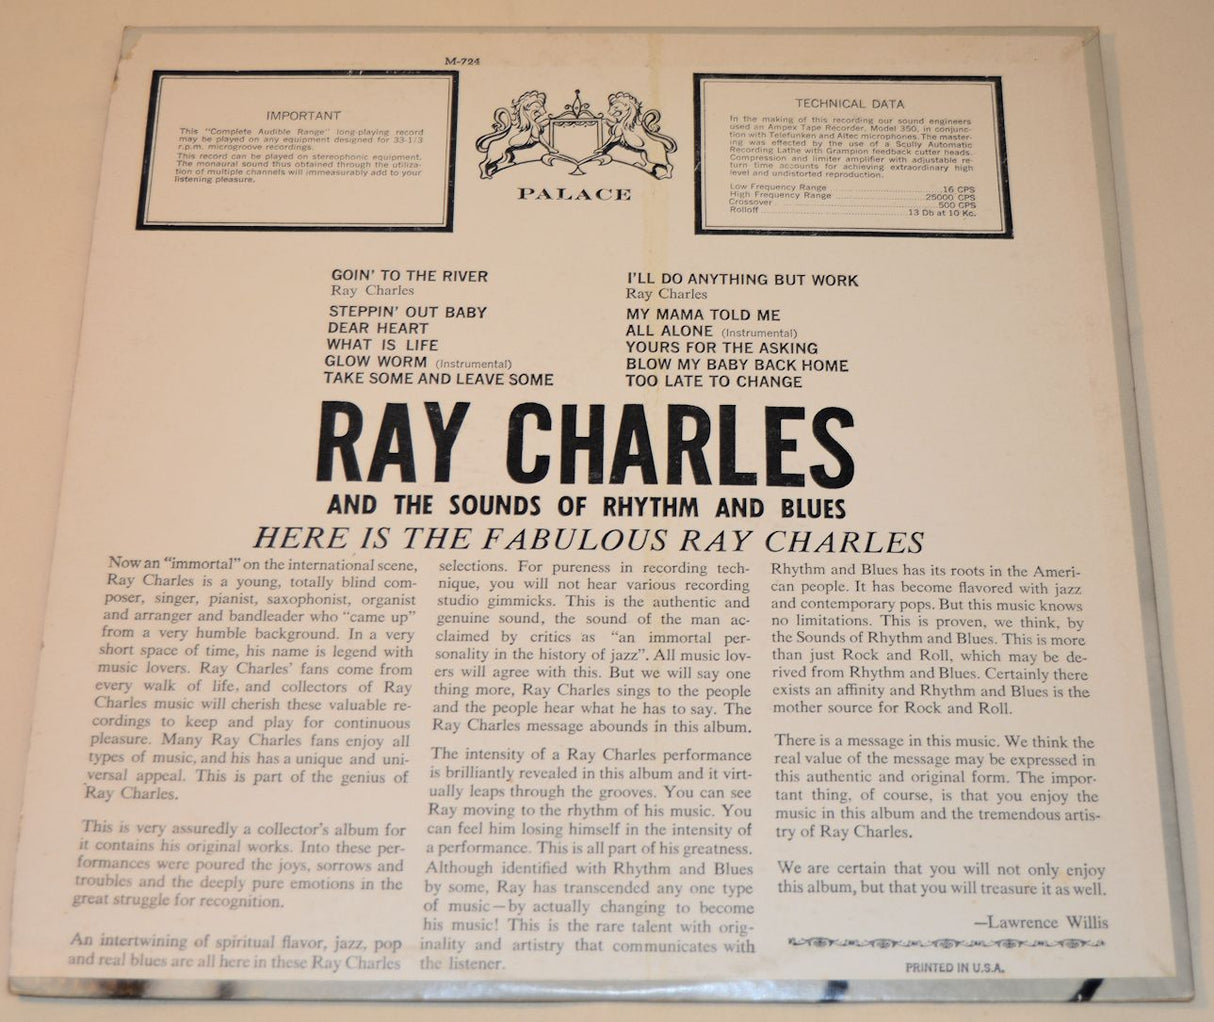 M-724
IMPORTANT
This "Complete Audible Range" long-playing record
may be played on any equipment designed for 33-1/3
r.p.m. microgroove recordings.
This record can be played on stereophonic equipment.
The monaural sound thus obtained through the utiliza-
tion of multiple channels will immeasurably add to your
listening pleasure.
PALACE
TECHNICAL DATA
In the making of this recording our sound engineers
used an Ampex Tape Recorder, Model 350, in conjunc-
tion with Telefunken and Altec microphones. The master-
ing was effected by the use of a Scully Automatic
Recording Lathe with Grampion feedback cutter heads.
Compression and limiter amplifier with adjustable re-
turn time accounts for achieving extraordinary high
level and undistorted reproduction.
Low Frequency Range 16 CPS
High Frequency Range 25000 CPS
Crossover 500 CPS
Rolloff 13 Db at 10 Kc.
GOIN' TO THE RIVER
Ray Charles
STEPPIN' OUT BABY
DEAR HEART
WHAT IS LIFE
GLOW WORM (Instrumental)
TAKE SOME AND LEAVE SOME
I'LL DO ANYTHING BUT WORK
Ray Charles
MY MAMA TOLD ME
ALL ALONE (Instrumental)
YOURS FOR THE ASKING
BLOW MY BABY BACK HOME
TOO LATE TO CHANGE
RAY CHARLES
AND THE SOUNDS OF RHYTHM AND BLUES
HERE IS THE FABULOUS RAY CHARLES
Now an "immortal" on the international scene,
Ray Charles is a young, totally blind com-
poser, singer, pianist, saxophonist, organist
and arranger and bandleader who "came up"
from a very humble background. In a very
short space of time, his name is legend with
music lovers. Ray Charles' fans come from
every walk of life, and collectors of Ray
Charles music will cherish these valuable re-
cordings to keep and play for continuous
pleasure. Many Ray Charles fans enjoy all
types of music, and his has a unique and uni-
versal appeal. This is part of the genius of
Ray Charles.
This is very assuredly a collector's album for
it contains his original works. Into these per-
formances were poured the joys, sorrows and
troubles and the deeply pure emotions in the
great struggle for recognition.
An intertwining of spiritual flavor, jazz, pop
and real blues are all here in these Ray Charles
selections. For pureness in recording tech-
nique, you will not hear various recording
studio gimmicks. This is the authentic and
genuine sound, the sound of the man ac-
claimed by critics as "an immortal per-
sonality in the history of jazz". All music lov-
ers will agree with this. But we will say one
thing more, Ray Charles sings to the people
and the people hear what he has to say. The
Ray Charles message abounds in this album.
The intensity of a Ray Charles performance
is brilliantly revealed in this album and it virt-
ually leaps through the grooves. You can see
Ray moving to the rhythm of his music. You
can feel him losing himself in the intensity of
a performance. This is all part of his greatness.
Although identified with Rhythm and Blues
by some, Ray has transcended any one type
of music—by actually changing to become
his music! This is the rare talent with orig-
inality and artistry that communicates with
the listener.
Rhythm and Blues has its roots in the Ameri-
can people. It has become flavored with jazz
and contemporary pops. But this music knows
no limitations. This is proven, we think, by
the Sounds of Rhythm and Blues. This is more
than just Rock and Roll, which may be de-
rived from Rhythm and Blues. Certainly there
exists an affinity and Rhythm and Blues is the
mother source for Rock and Roll.
There is a message in this music. We think the
real value of the message may be expressed in
this authentic and original form. The impor-
tant thing, of course, is that you enjoy the
music in this album and the tremendous artis-
try of Ray Charles.
We are certain that you will not only enjoy
this album, but that you will treasure it as well.
—Lawrence Willis
PRINTED IN U.S.A.